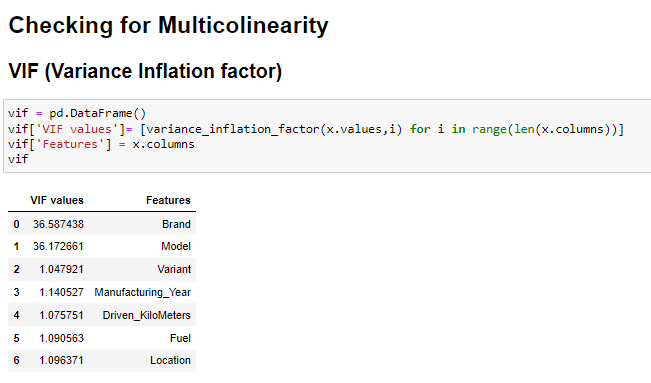 Checking for Multicolinearity
VIF (Variance Inflation factor)
vif = pd.DataFrame()
vif['VIF values']= [variance_inflation_factor(x.values,i) for i in range(len(x.columns))]
vif['Features'] = x.columns
vif
VIF values Features
0 36.587438 Brand
1 36.172661 Model
2 1.047921 Variant
3 1.140527 Manufacturing_Year
4 1.075751 Driven_KiloMeters
5 1.090563 Fuel
6 1.096371 Location